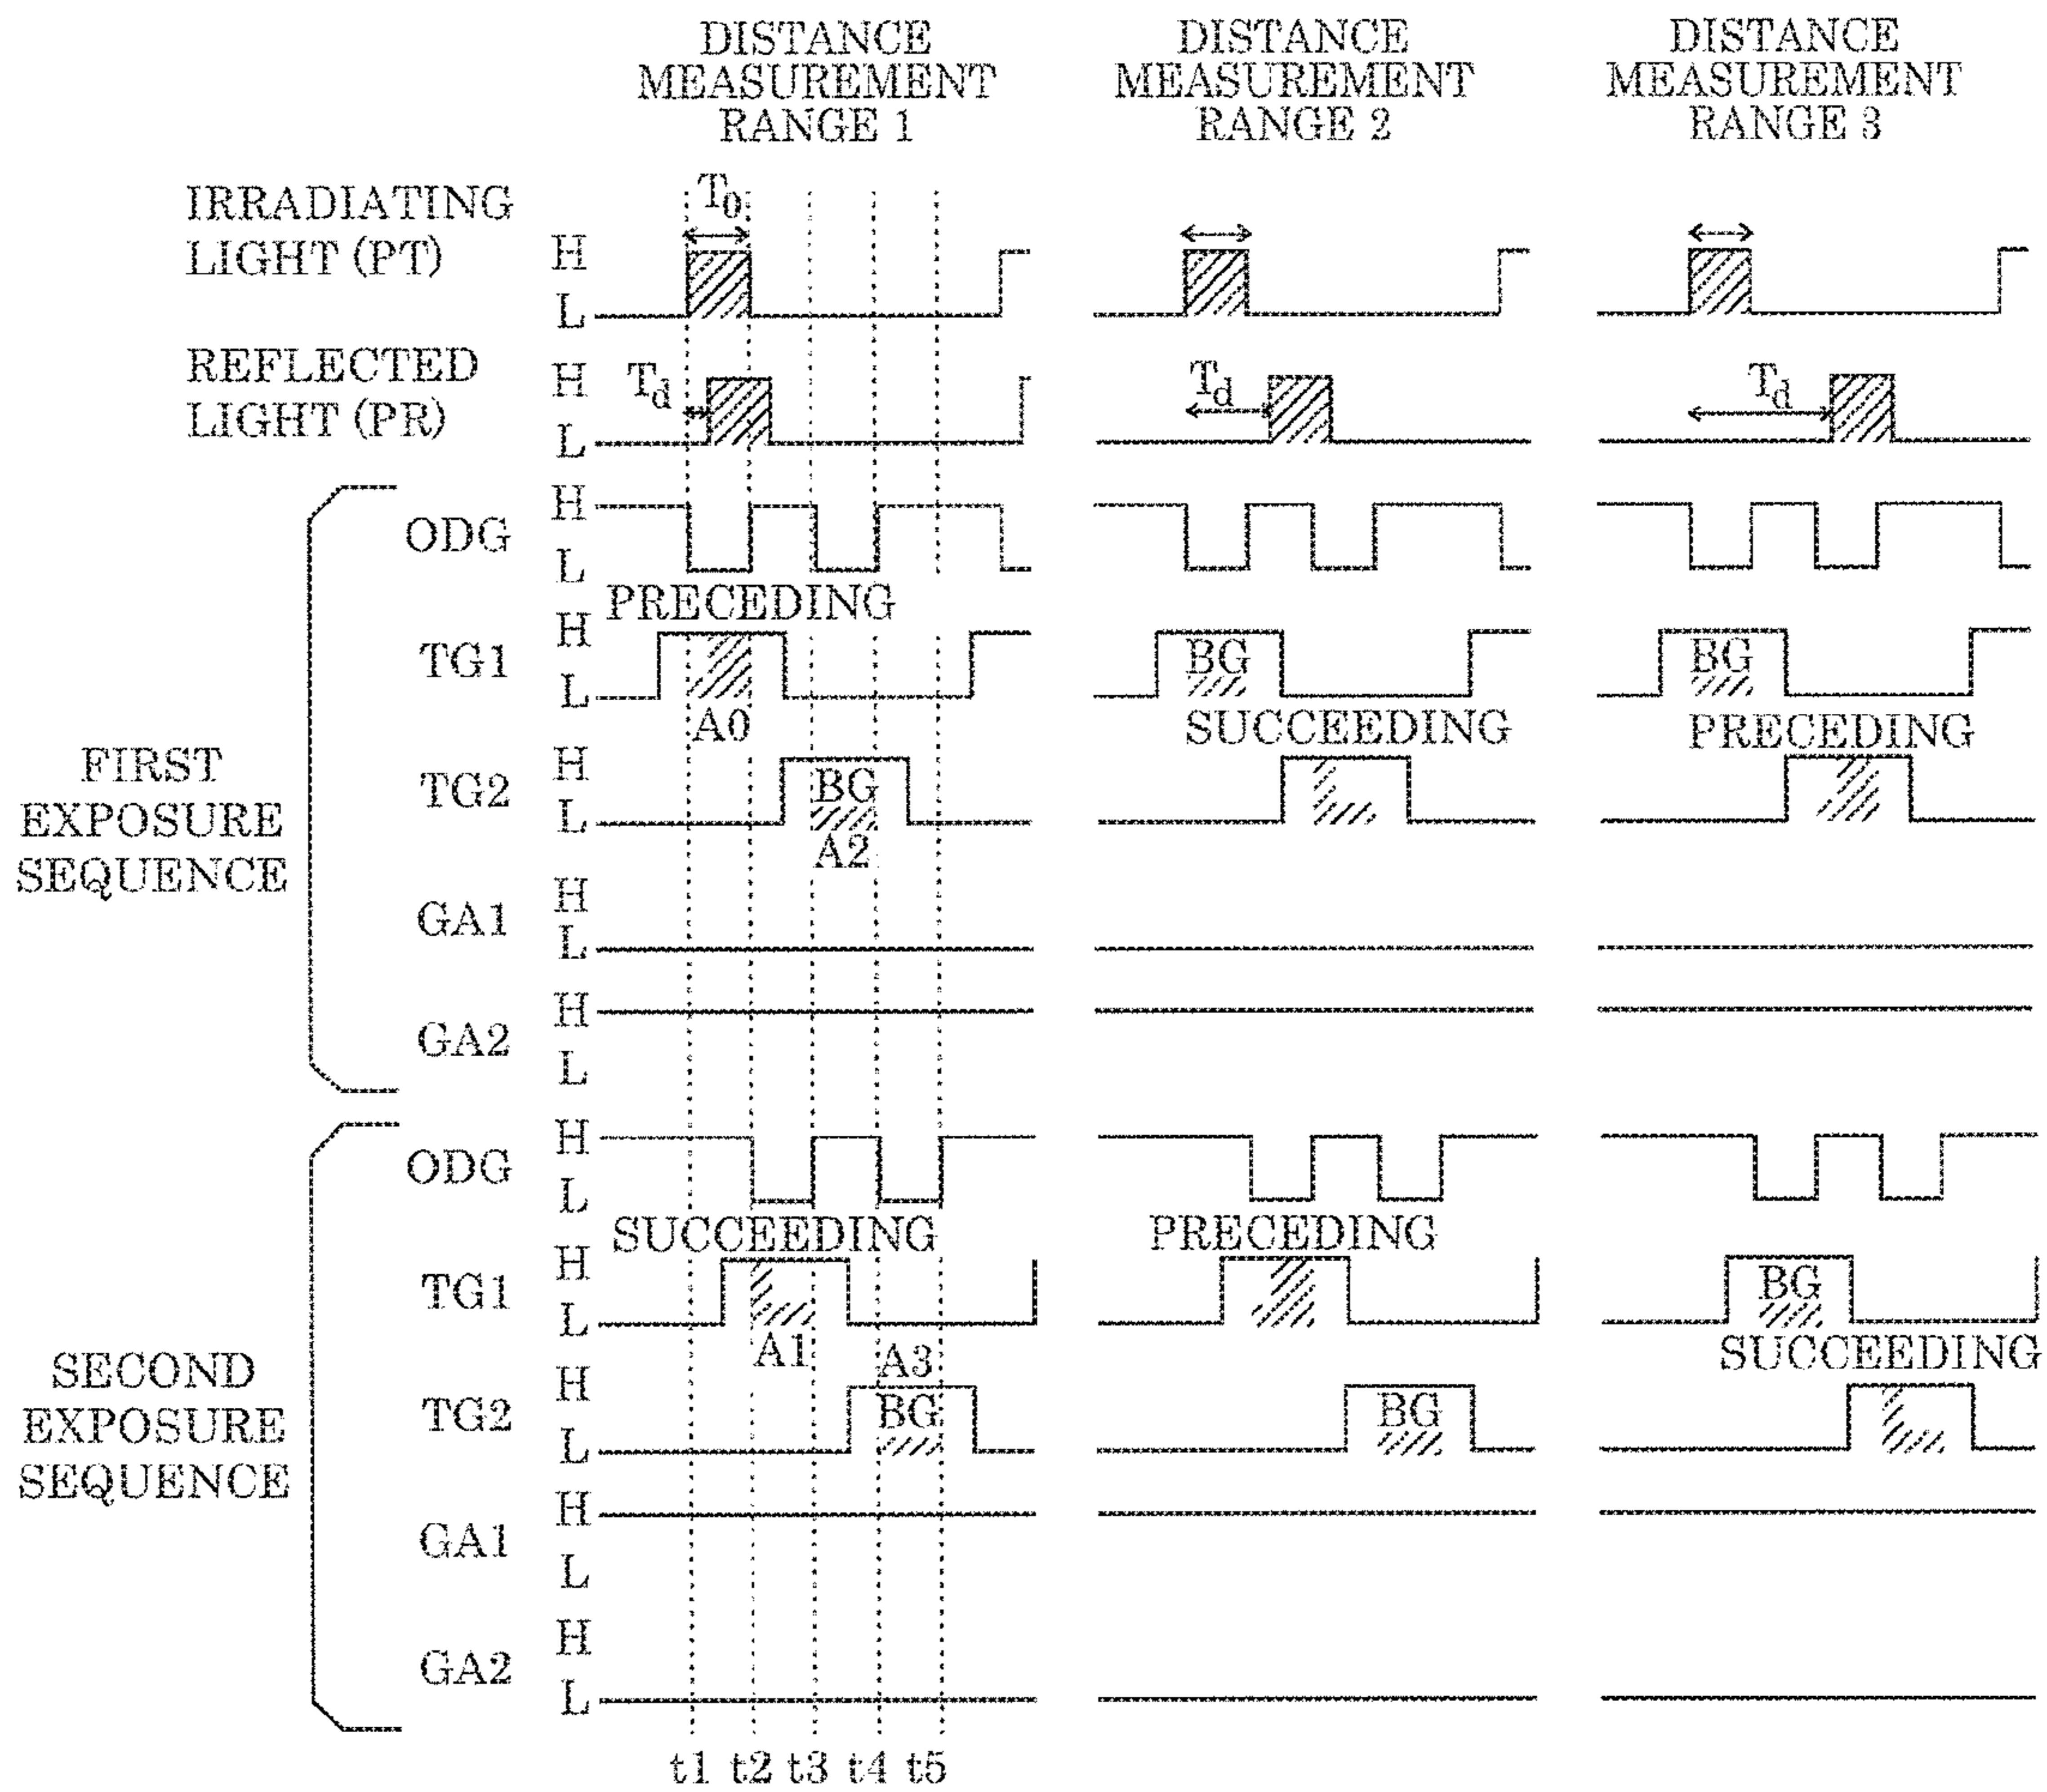 DISTANCE MEASUREMENT RANGE 1
DISTANCE MEASUREMENT RANGE 2
DISTANCE MEASUREMENT RANGE 3
IRRADIATING LIGHT (PT)
H
L
T0
REFLECTED LIGHT (PR)
H
L
Td
Td
Td
FIRST EXPOSURE SEQUENCE
ODG
H
L
PRECEDING
TG1
H
L
A0
BG
BG
SUCCEEDING
PRECEDING
TG2
H
L
BG
A2
GA1
H
L
GA2
H
L
SECOND EXPOSURE SEQUENCE
ODG
H
L
SUCCEEDING
PRECEDING
TG1
H
L
A1
BG
A3
SUCCEEDING
TG2
H
L
BG
BG
GA1
H
L
GA2
H
L
t1 t2 t3 t4 t5